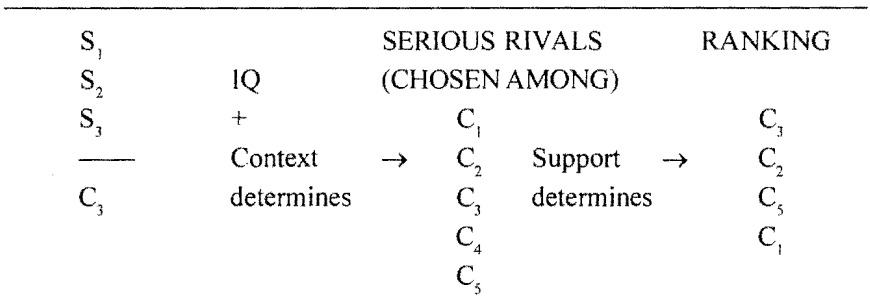 S₁ SERIOUS RIVALS RANKING
S₂ IQ (CHOSEN AMONG)
S₃ + C₁ C₃
— Context → C₂ Support → C₂
C₃ determines C₃ determines C₅
C₄ C₁
C₅